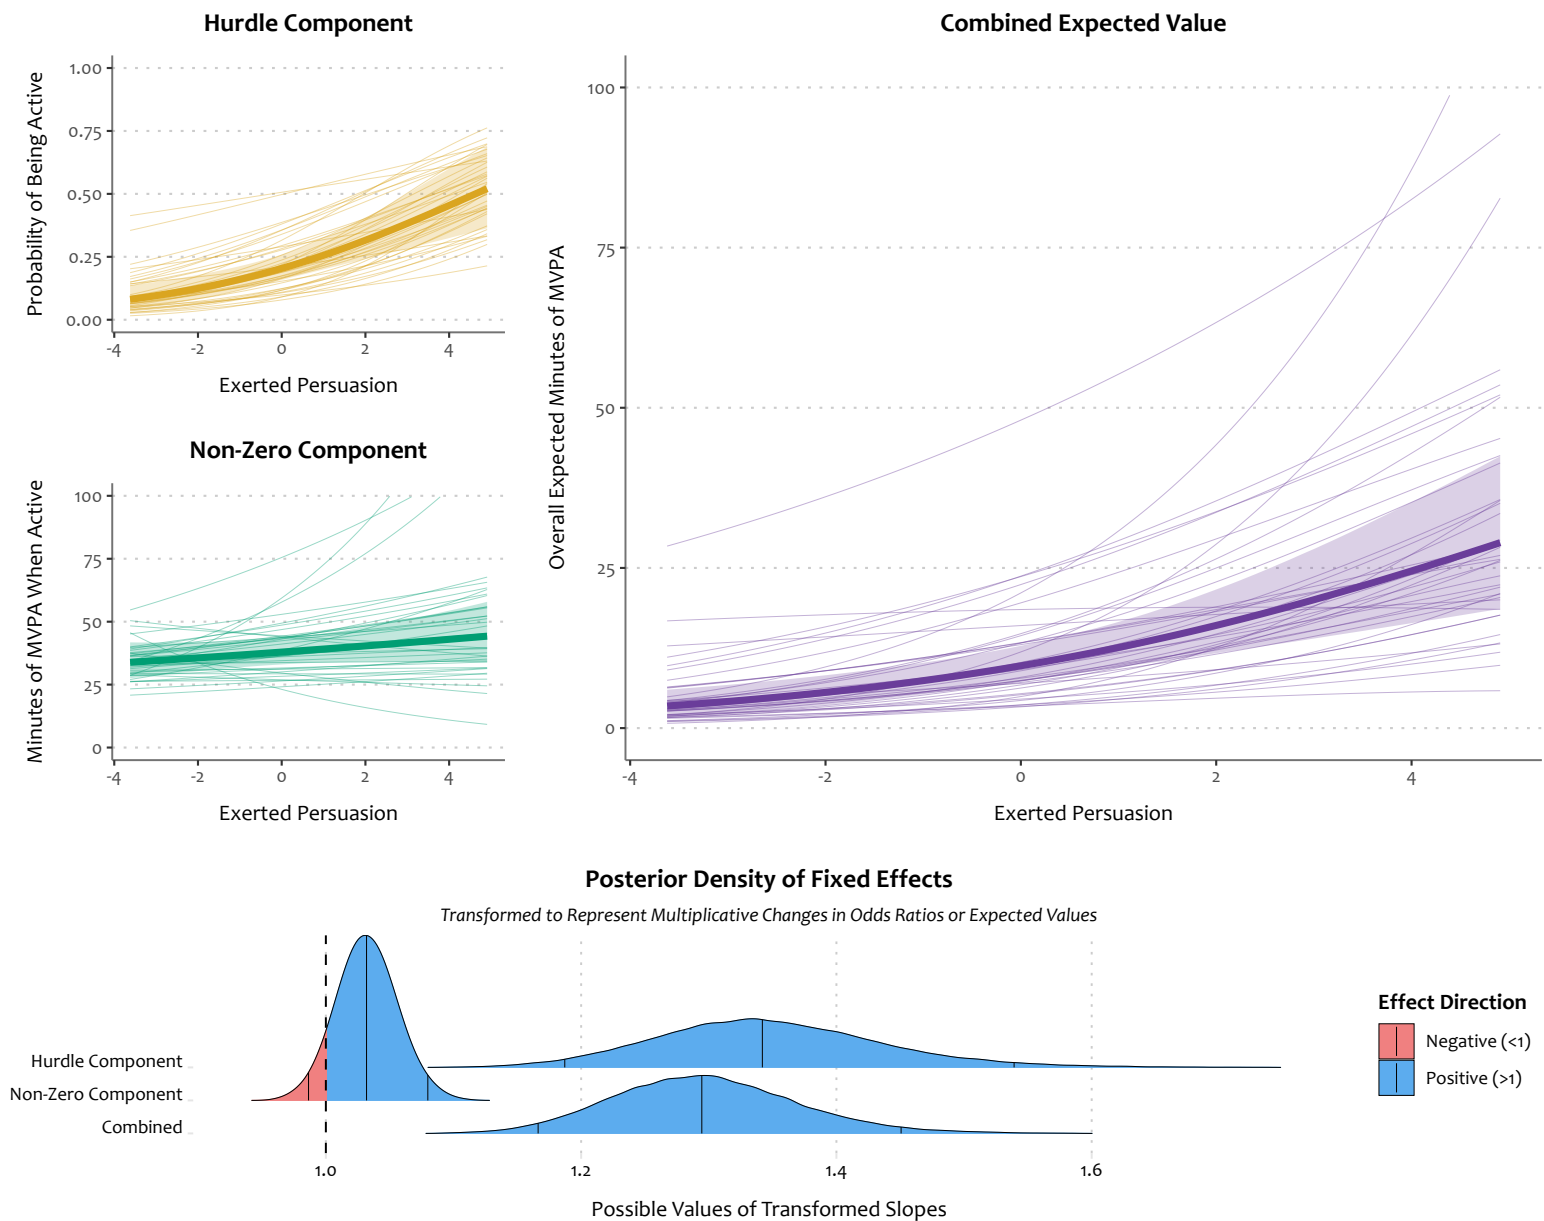 Hurdle Component
Probability of Being Active
1.00
0.75
0.50
0.25
0.00
-4 -2 0 2 4
Exerted Persuasion
Non-Zero Component
Minutes of MVPA When Active
100
75
50
25
0
-4 -2 0 2 4
Exerted Persuasion
Combined Expected Value
Overall Expected Minutes of MVPA
100
75
50
25
0
-4 -2 0 2 4
Exerted Persuasion
Posterior Density of Fixed Effects
Transformed to Represent Multiplicative Changes in Odds Ratios or Expected Values
Hurdle Component
Non-Zero Component
Combined
1.0 1.2 1.4 1.6
Possible Values of Transformed Slopes
Effect Direction
Negative (<1)
Positive (>1)